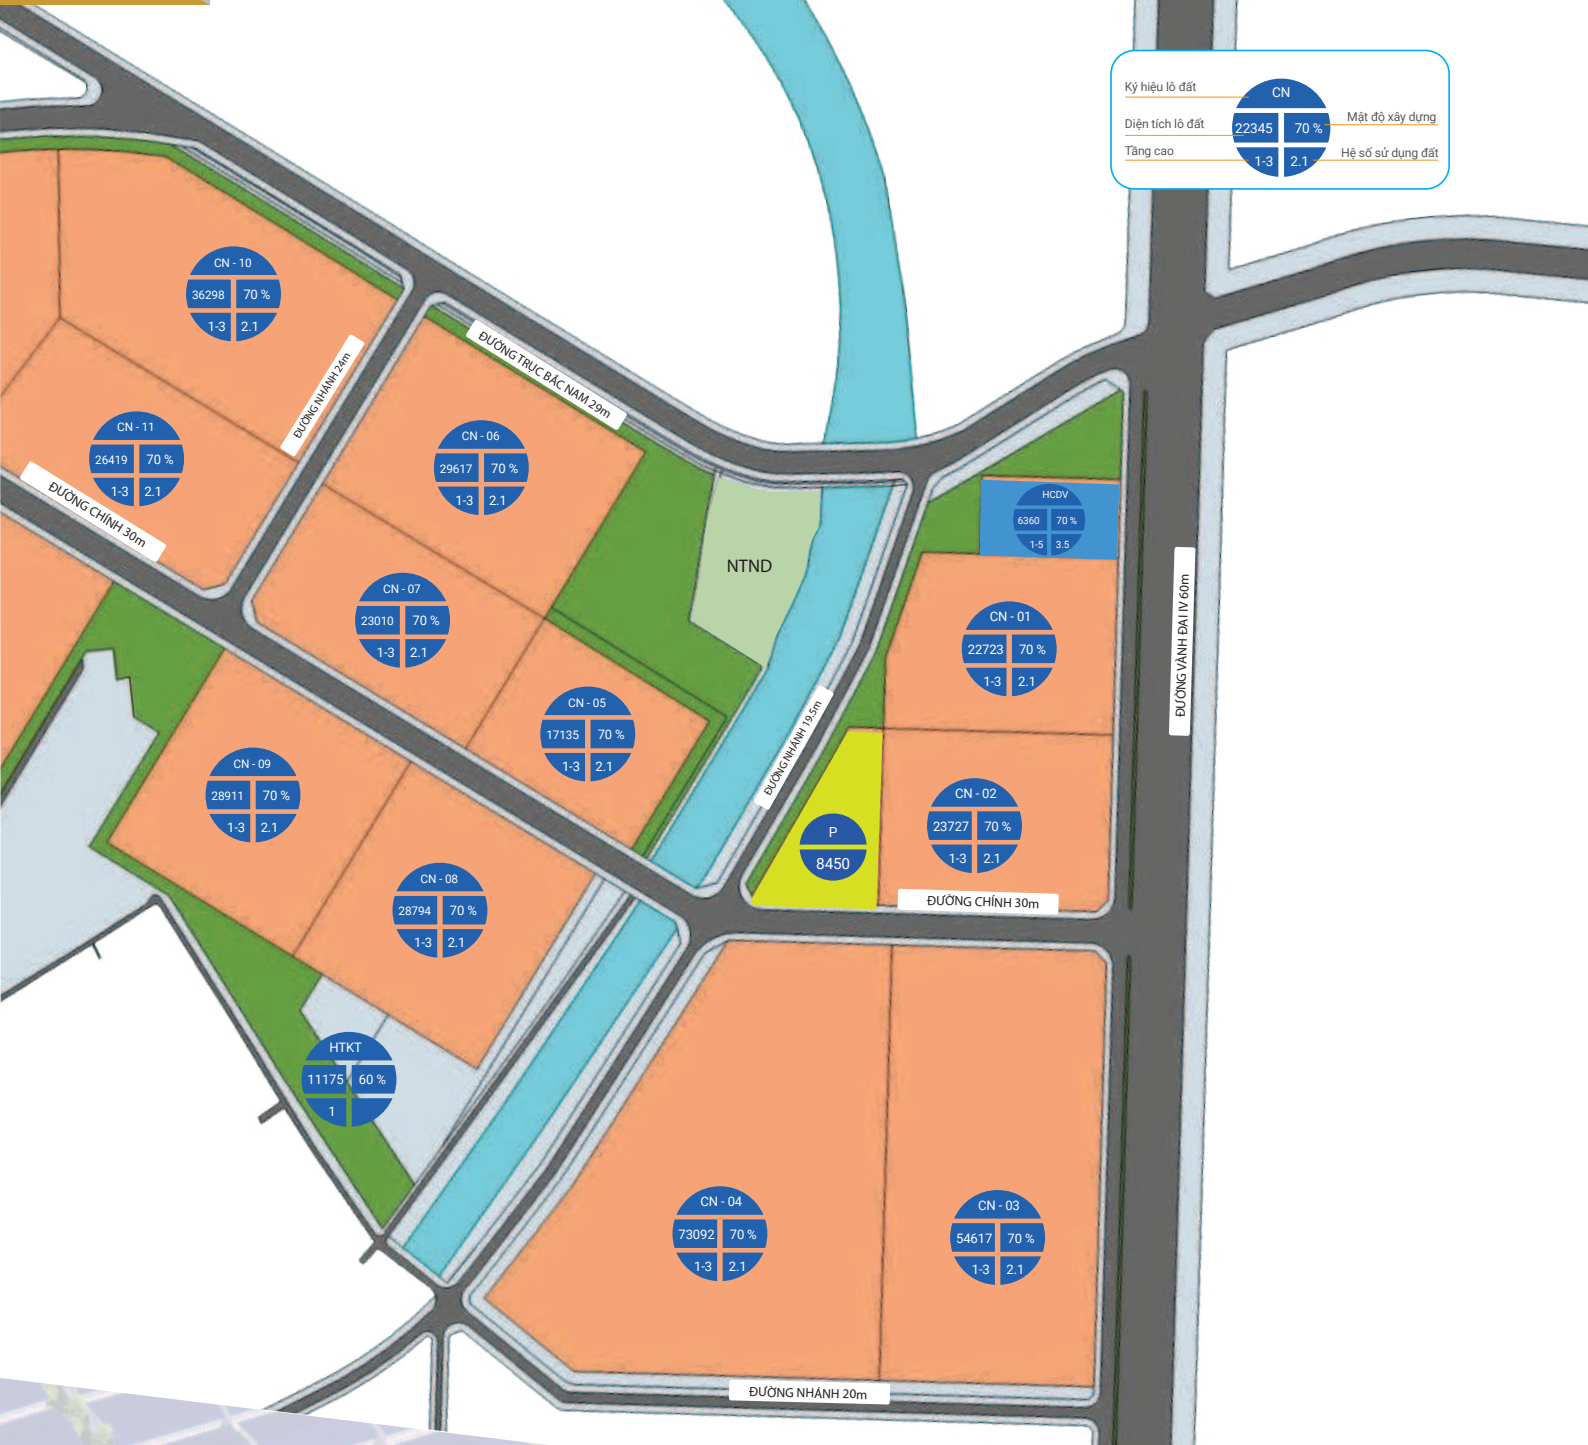 Ký hiệu lô đất
CN
Diện tích lô đất
22345
70 %
Mật độ xây dựng
Tầng cao
1-3
2.1
Hệ số sử dụng đất
CN - 10
36298
70 %
1-3
2.1
ĐƯỜNG NHÁNH 24m
ĐƯỜNG TRỤC BẮC NAM 29m
CN - 11
26419
70 %
1-3
2.1
ĐƯỜNG CHÍNH 30m
CN - 06
29617
70 %
1-3
2.1
NTND
HCDV
6360
70 %
1-5
3.5
CN - 07
23010
70 %
1-3
2.1
CN - 01
22723
70 %
1-3
2.1
ĐƯỜNG VÀNH ĐAI IV 60m
CN - 05
17135
70 %
1-3
2.1
ĐƯỜNG NHÁNH 19.5m
CN - 09
28911
70 %
1-3
2.1
P
8450
CN - 02
23727
70 %
1-3
2.1
ĐƯỜNG CHÍNH 30m
CN - 08
28794
70 %
1-3
2.1
HTKT
11175
60 %
1
CN - 04
73092
70 %
1-3
2.1
CN - 03
54617
70 %
1-3
2.1
ĐƯỜNG NHÁNH 20m